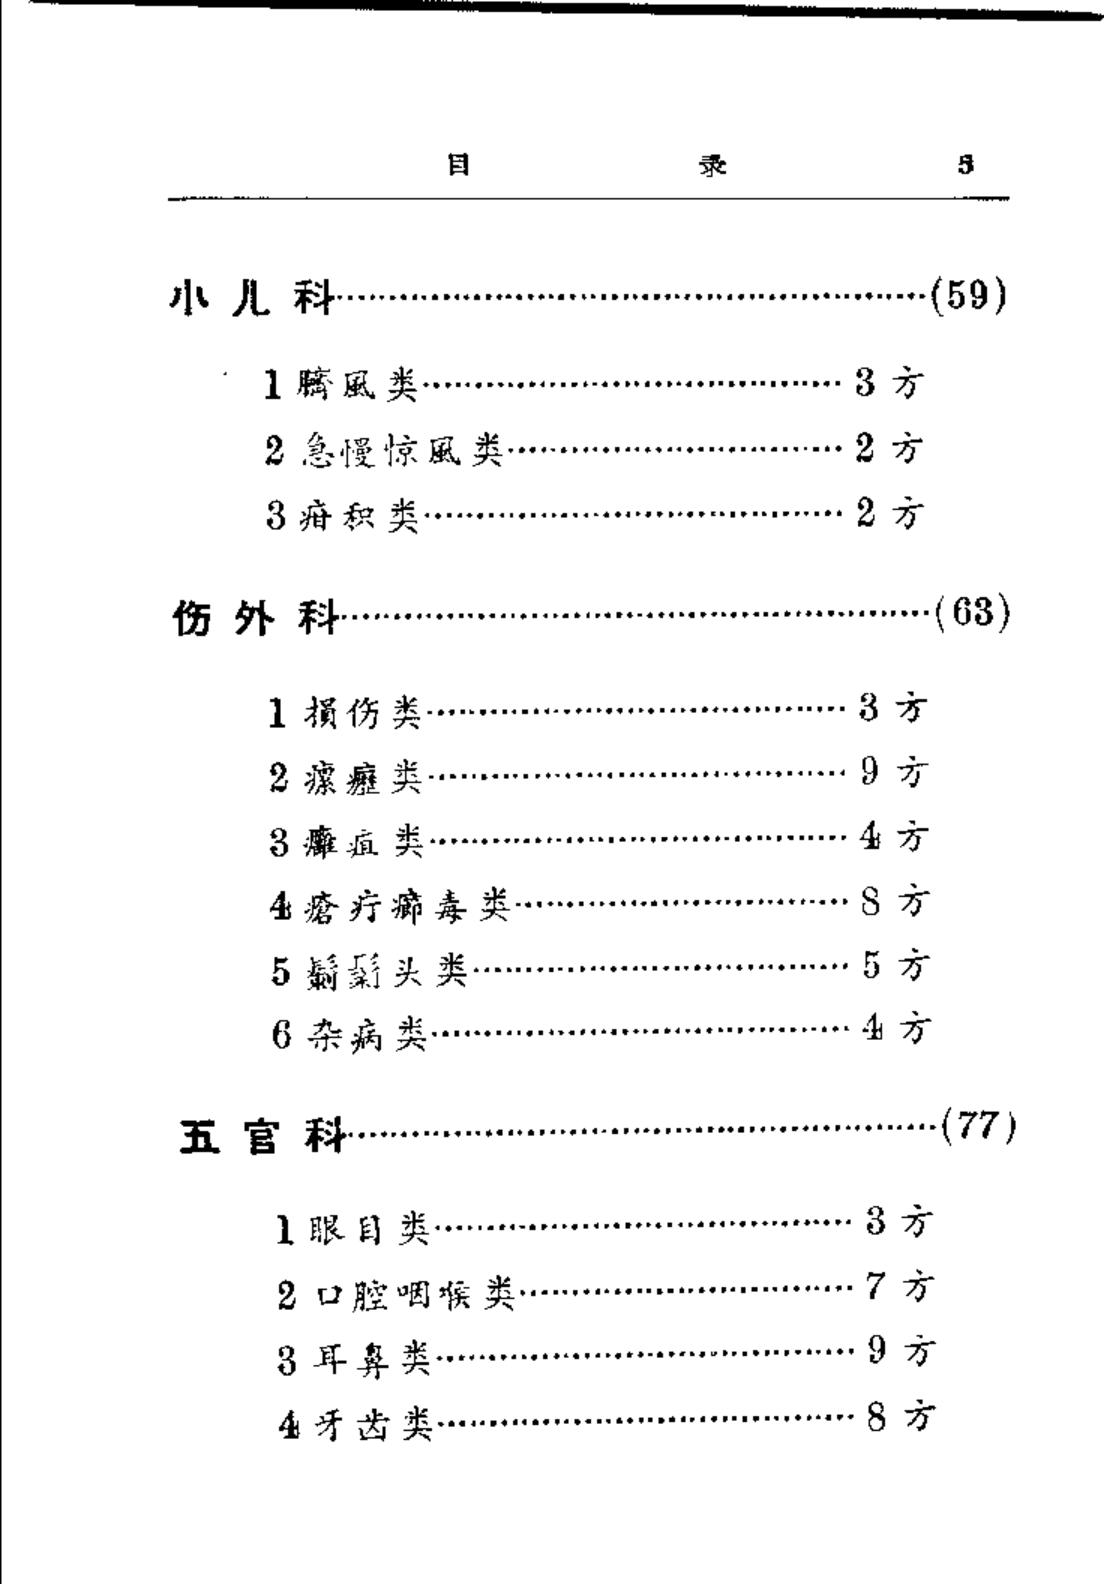 目 录 5
小儿科……(59)
1 臍風类……3 方
2 急慢惊風类……2 方
3 疳积类……2 方
伤外科……(63)
1 損伤类……3 方
2 瘰癧类……9 方
3 癰疽类……4 方
4 瘡疔癤毒类……8 方
5 头类……5 方
6 杂病类……4 方
五官科……(77)
1 眼目类……3 方
2 口腔咽喉类……7 方
3 耳鼻类……9 方
4 牙齿类……8 方